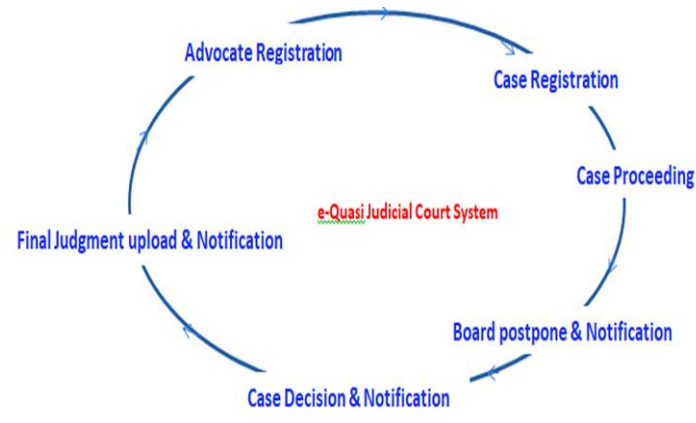 Advocate Registration
Case Registration
Case Proceeding
e-Quasi Judicial Court System
Final Judgment upload & Notification
Board postpone & Notification
Case Decision & Notification